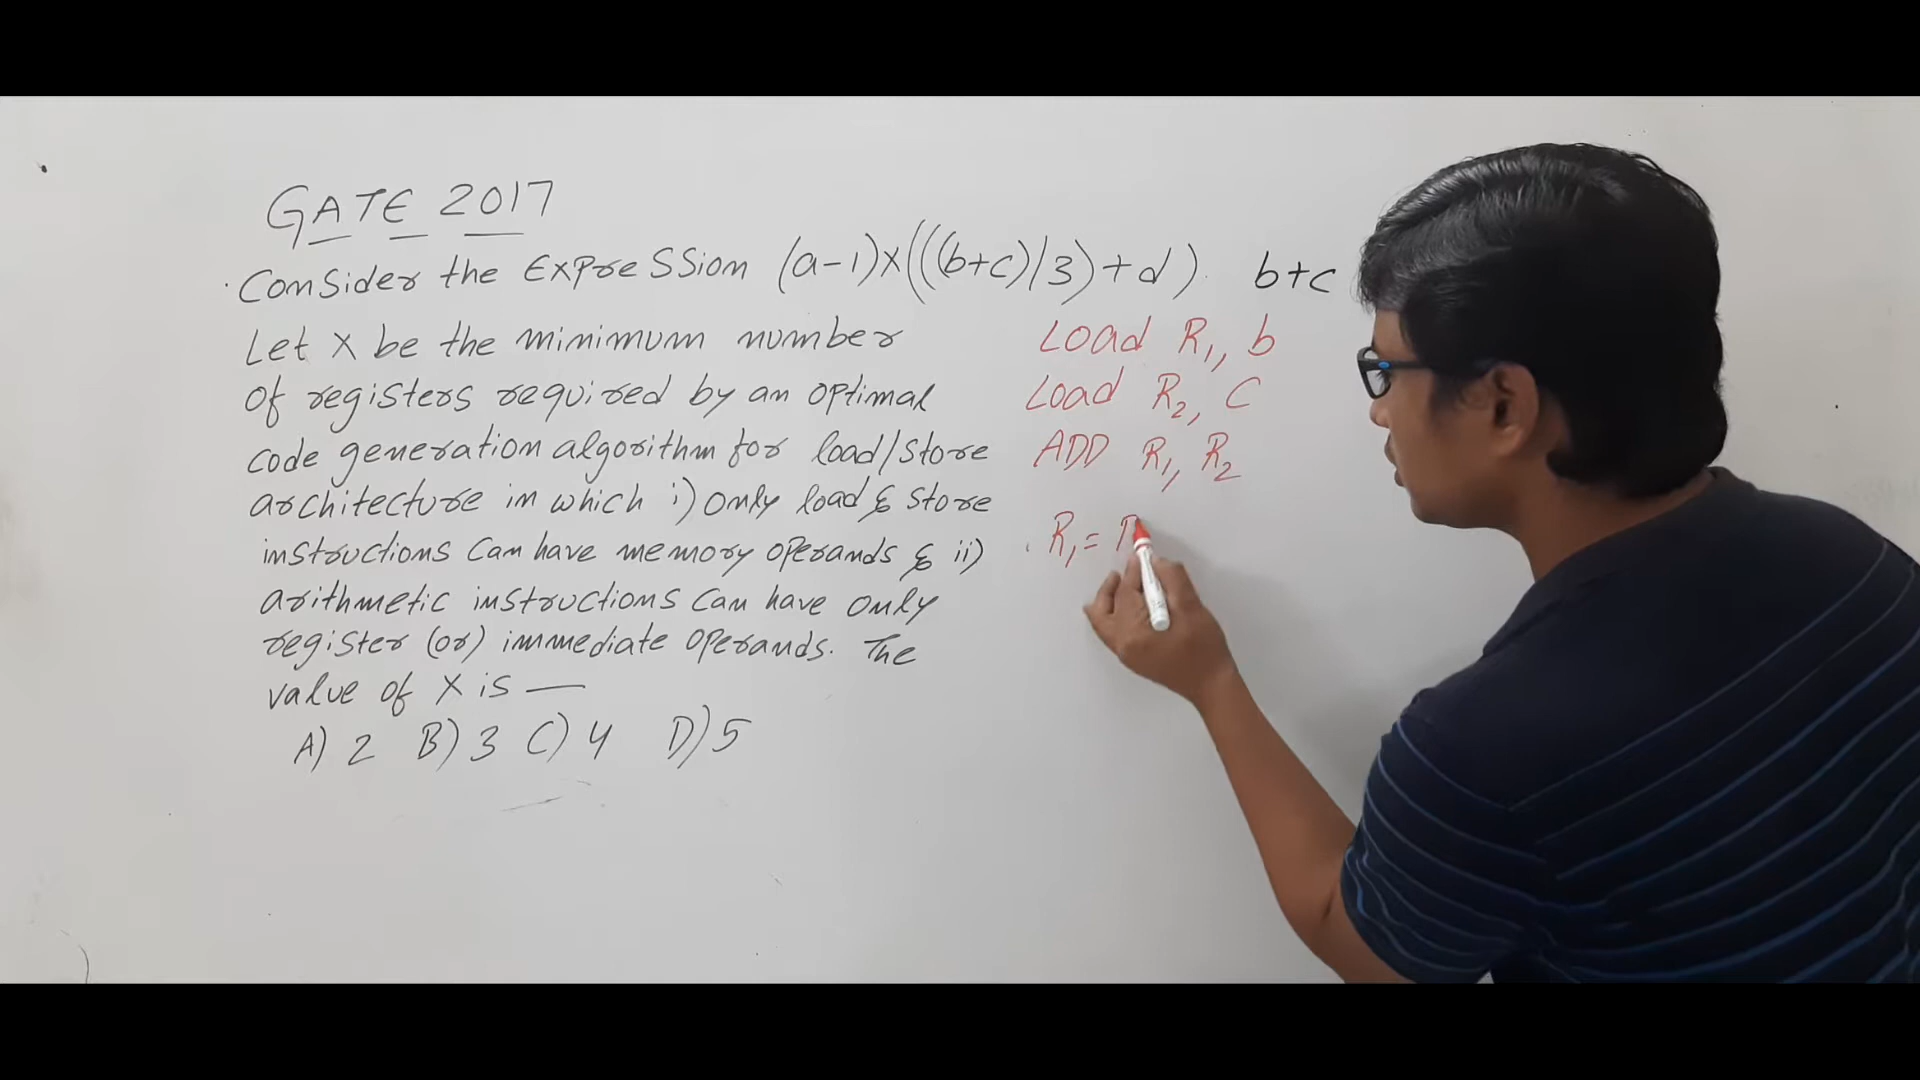 GATE 2017
Consider the Expression (a-1)×(((b+c)/3)+d) b+c
Let X be the minimum number
of registers required by an optimal
code generation algorithm for load/store
architecture in which i) only load & store
instructions can have memory operands & ii)
arithmetic instructions can have only
register (or) immediate operands. The
value of X is —
A) 2 B) 3 C) 4 D) 5
Load R1, b
Load R2, C
ADD R1, R2
R1 =